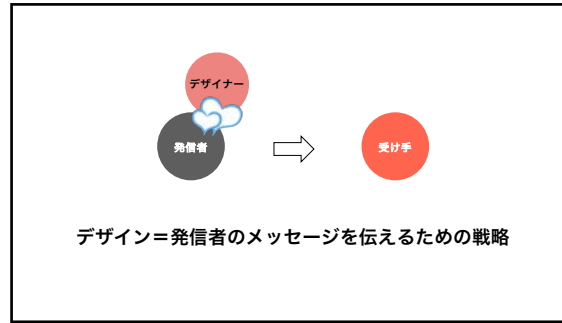 デザイナー
発信者
受け手
デザイン＝発信者のメッセージを伝えるための戦略